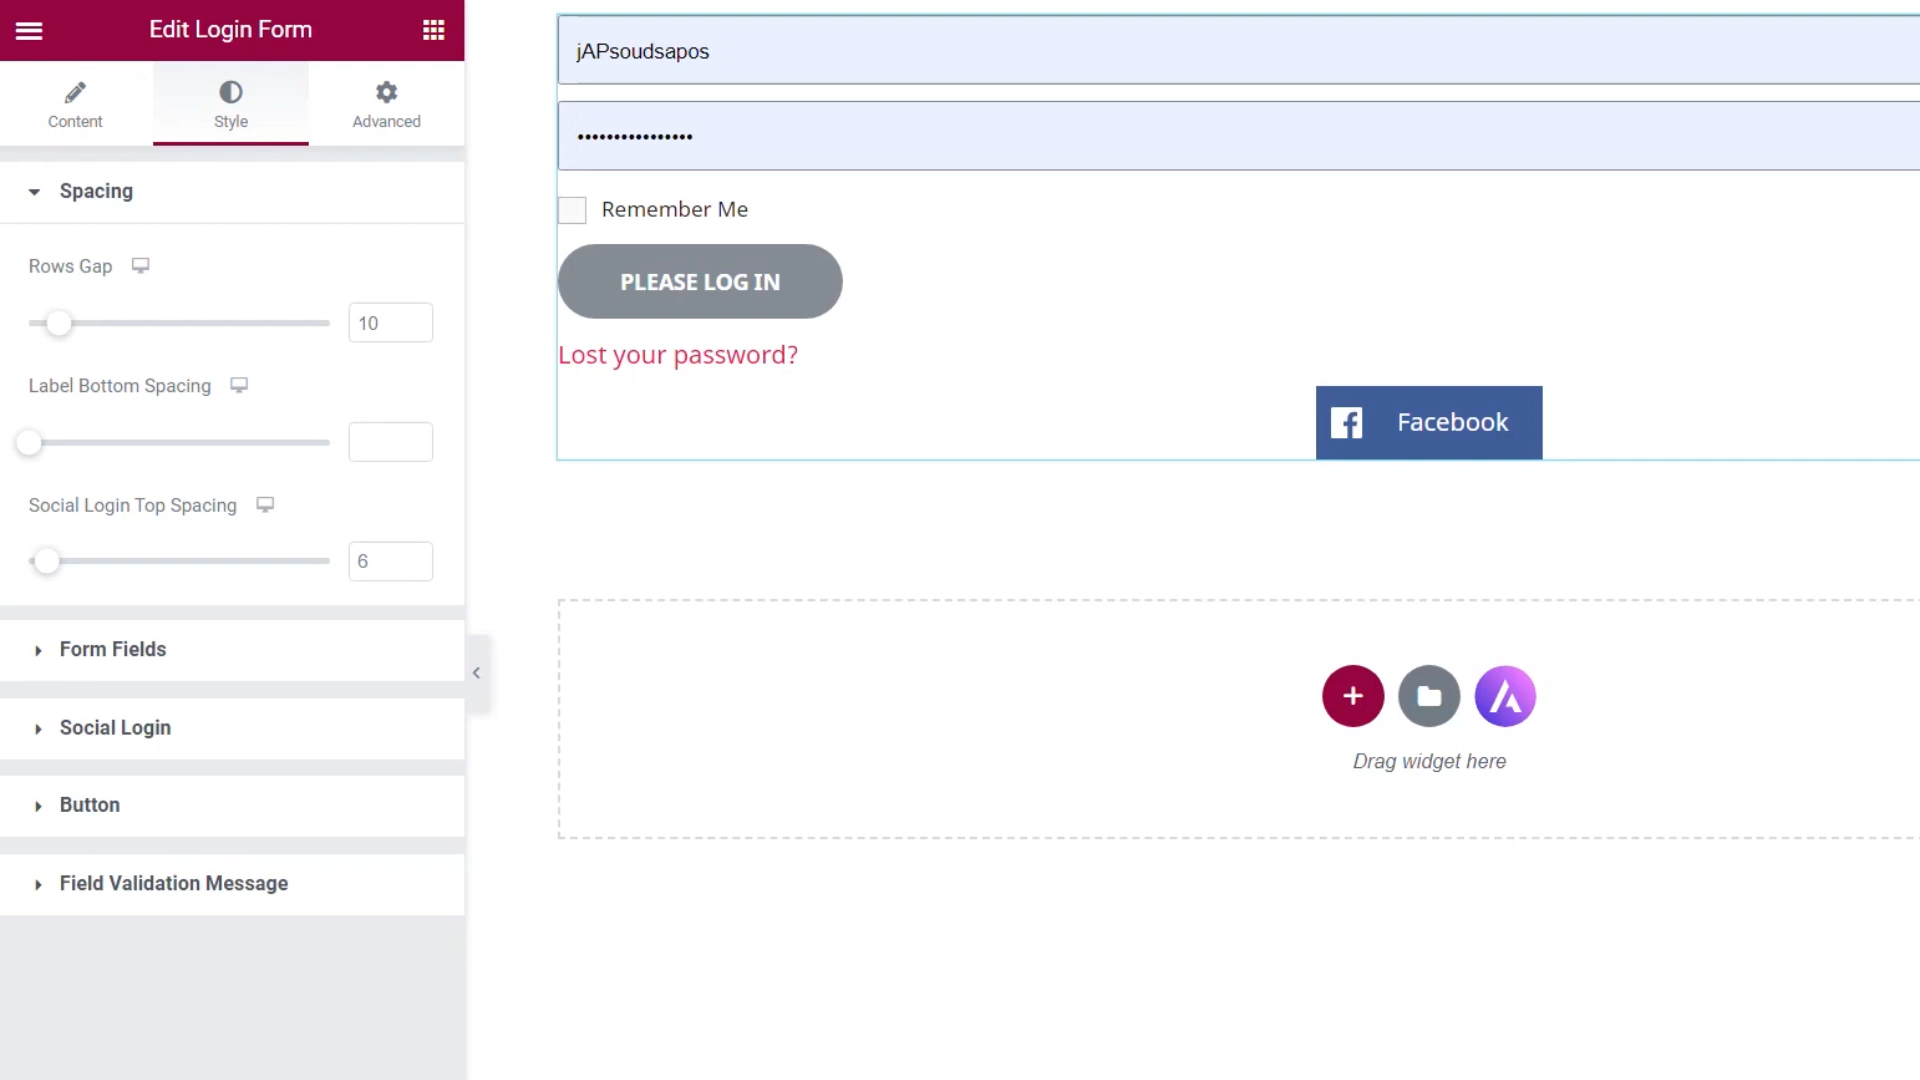 Edit Login Form
Content
Style
Advanced
Spacing
Rows Gap
10
Label Bottom Spacing
Social Login Top Spacing
6
Form Fields
Social Login
Button
Field Validation Message
jAPsoudsapos
••••••••••••••••
Remember Me
PLEASE LOG IN
Lost your password?
Facebook
Drag widget here